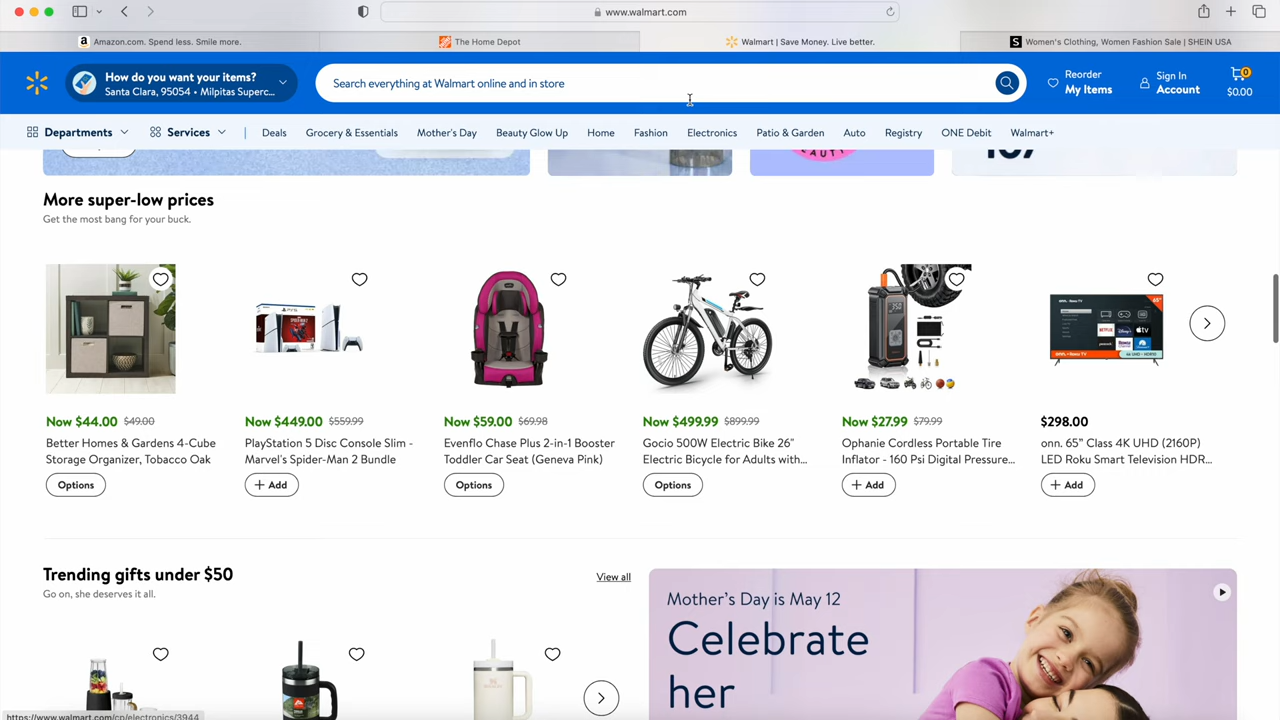 www.walmart.com
Amazon.com. Spend less. Smile more.
The Home Depot
Walmart | Save Money. Live better.
Women's Clothing, Women Fashion Sale | SHEIN USA
How do you want your items?
Santa Clara, 95054 • Milpitas Superc...
Search everything at Walmart online and in store
Reorder
My Items
Sign In
Account
0
$0.00
Departments
Services
Deals
Grocery & Essentials
Mother's Day
Beauty Glow Up
Home
Fashion
Electronics
Patio & Garden
Auto
Registry
ONE Debit
Walmart+
More super-low prices
Get the most bang for your buck.
65"
Now $44.00 $49.00
Better Homes & Gardens 4-Cube
Storage Organizer, Tobacco Oak
Options
Now $449.00 $559.99
PlayStation 5 Disc Console Slim -
Marvel's Spider-Man 2 Bundle
+ Add
Now $59.00 $69.98
Evenflo Chase Plus 2-in-1 Booster
Toddler Car Seat (Geneva Pink)
Options
Now $499.99 $899.99
Gocio 500W Electric Bike 26"
Electric Bicycle for Adults with...
Options
Now $27.99 $79.99
Ophanie Cordless Portable Tire
Inflator - 160 Psi Digital Pressure...
+ Add
$298.00
onn. 65" Class 4K UHD (2160P)
LED Roku Smart Television HDR...
+ Add
Trending gifts under $50
View all
Go on, she deserves it all.
Mother's Day is May 12
Celebrate
her
https://www.walmart.com/cp/electronics/3944